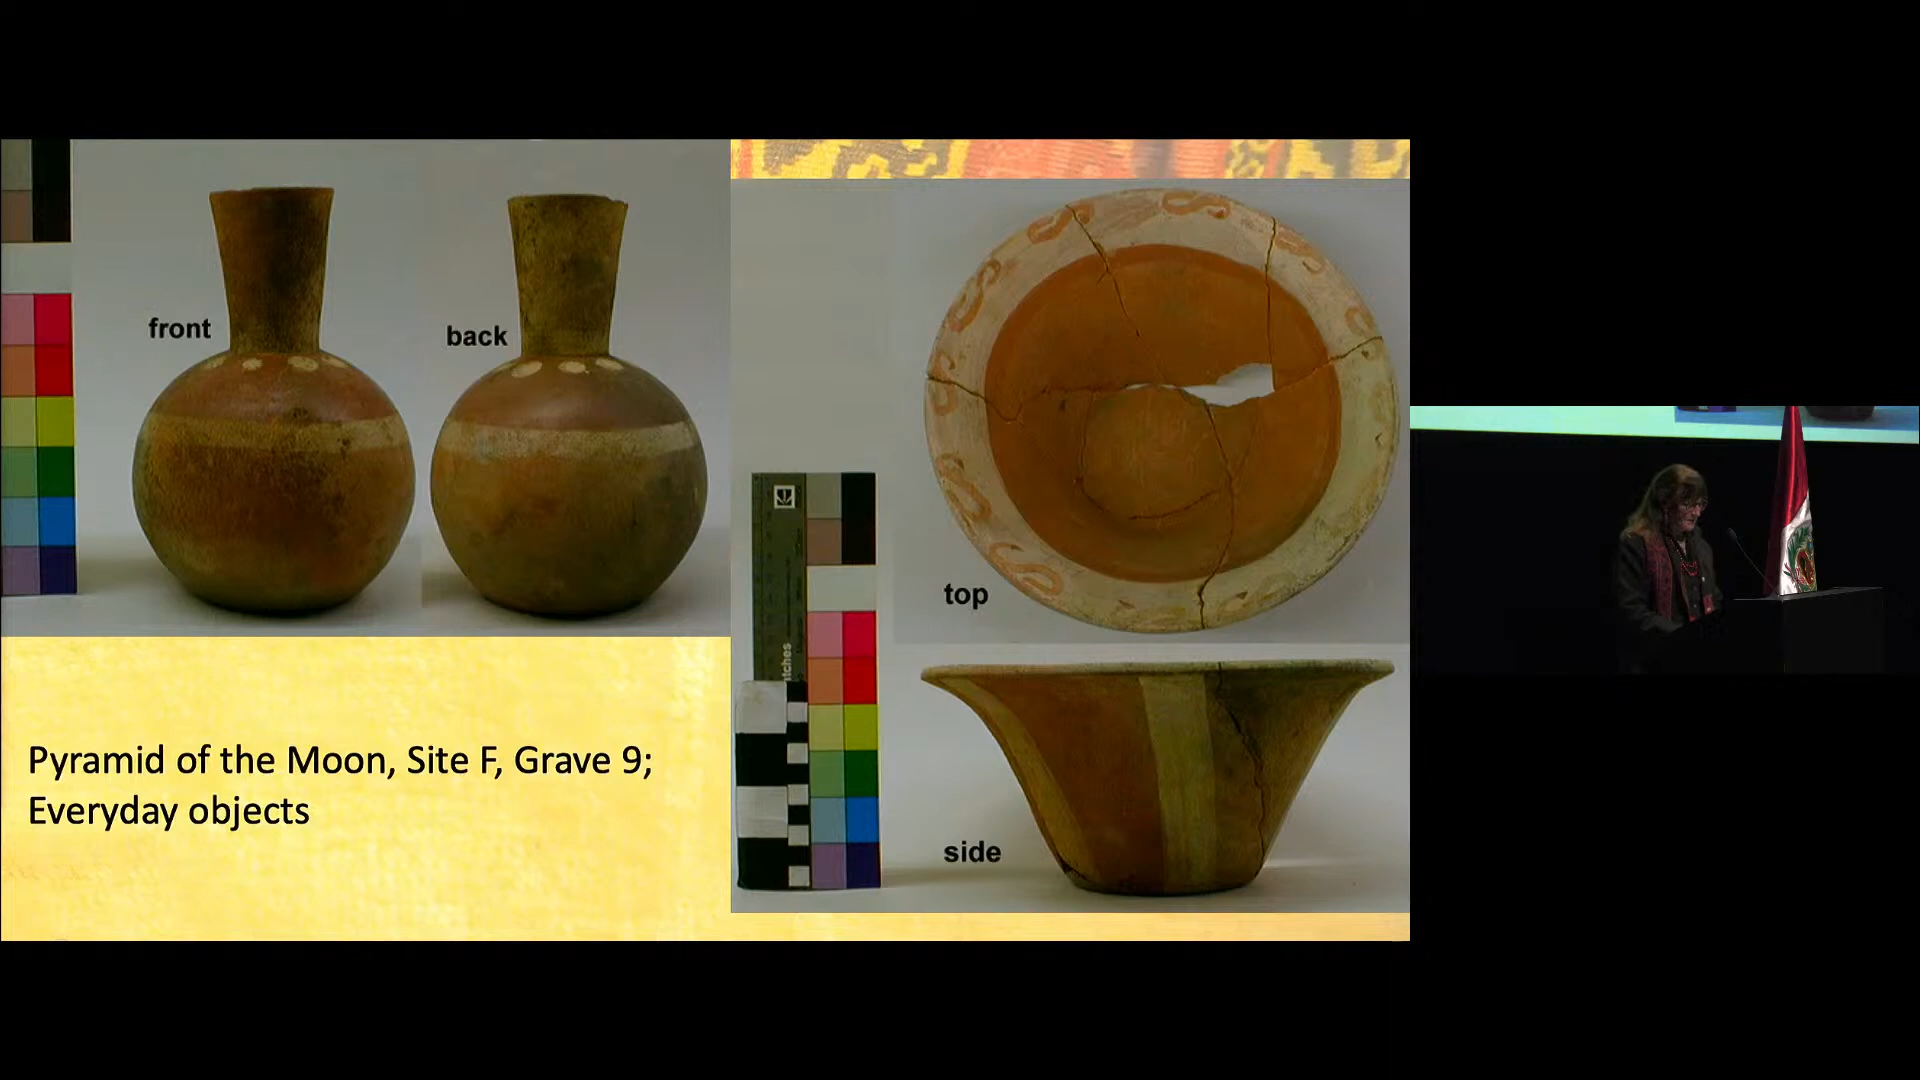 front
back
top
side
Pyramid of the Moon, Site F, Grave 9;
Everyday objects